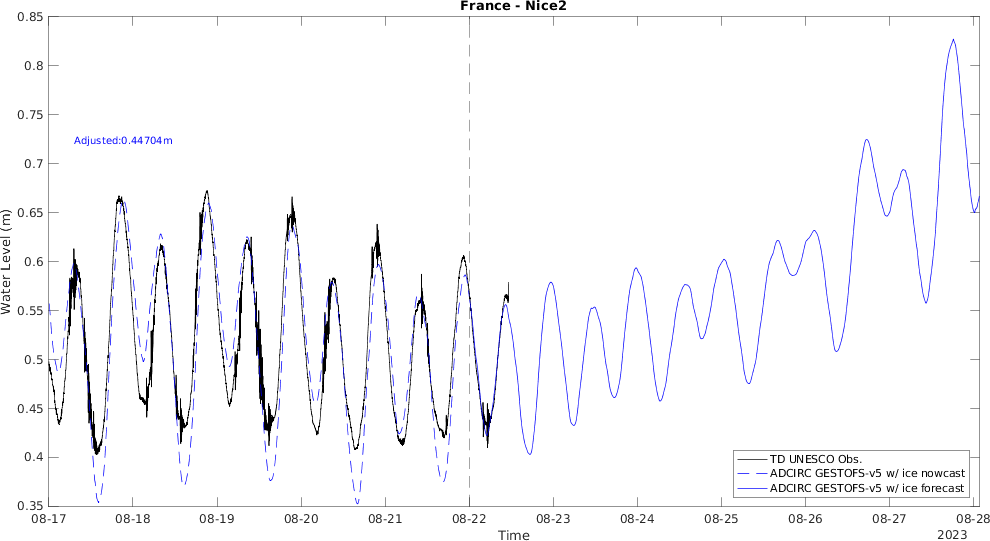 France - Nice2
0.85
0.8
0.75
Adjusted:0.44704m
0.7
0.65
0.6
0.55
0.5
0.45
0.4
0.35
Water Level (m)
TD UNESCO Obs.
ADCIRC GESTOFS-v5 w/ ice nowcast
ADCIRC GESTOFS-v5 w/ ice forecast
08-17 08-18 08-19 08-20 08-21 08-22 08-23 08-24 08-25 08-26 08-27 08-28
Time
2023